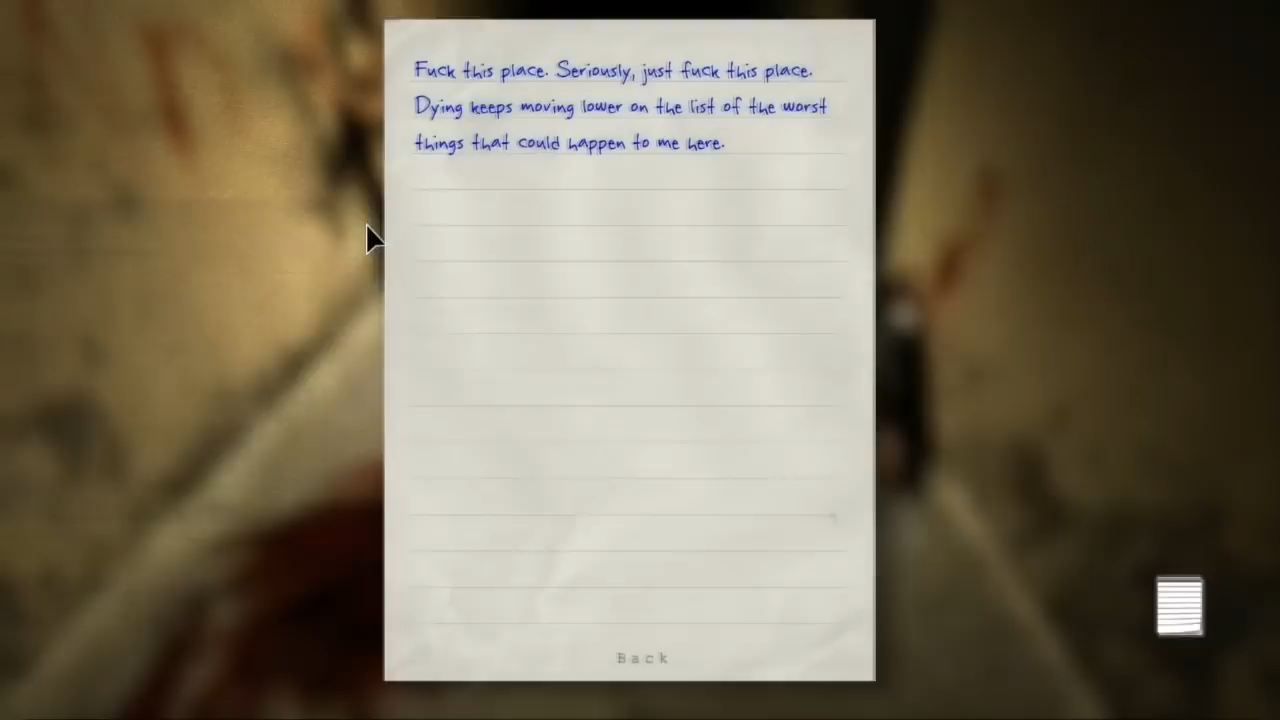 Fuck this place. Seriously, just fuck this place.
Dying keeps moving lower on the list of the worst
things that could happen to me here.
Back